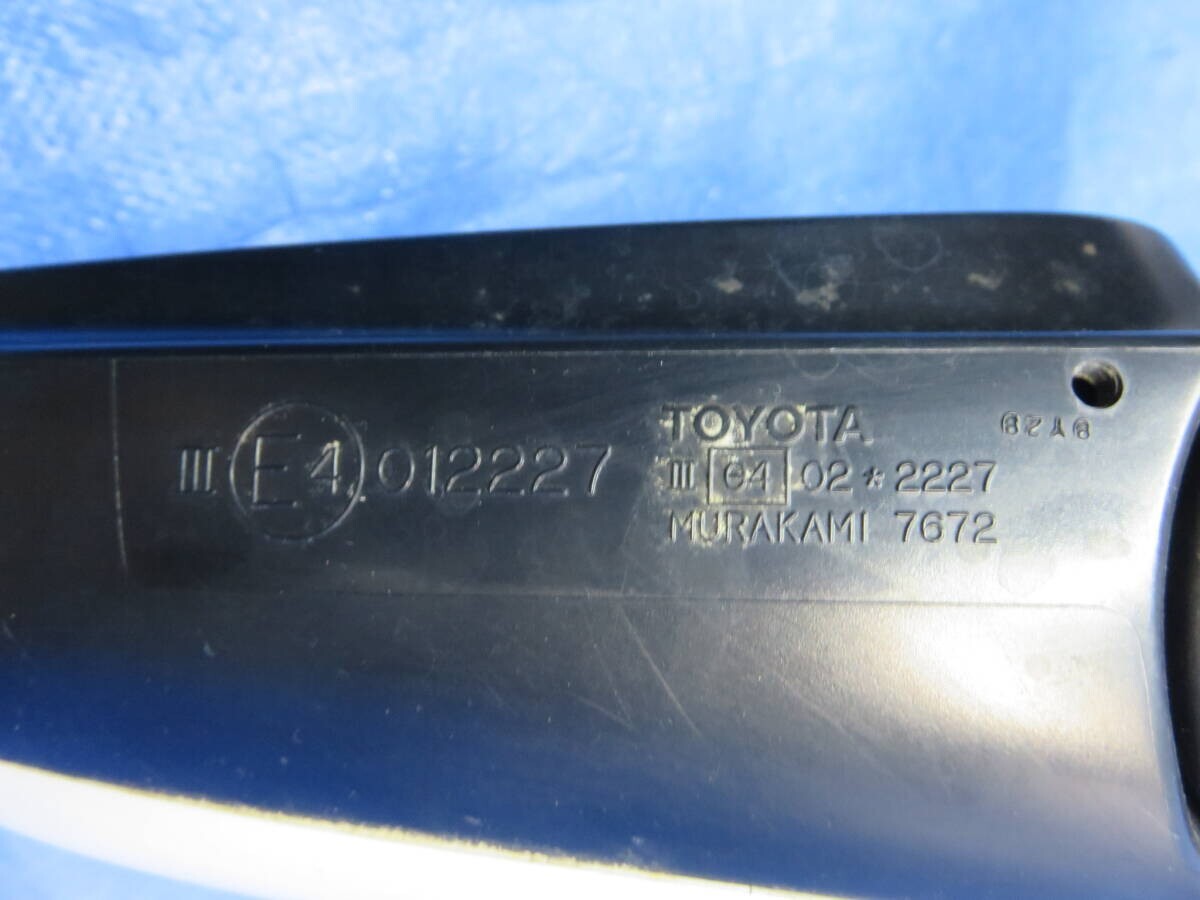 III E4 012227
TOYOTA
III e4 02*2227
MURAKAMI 7672